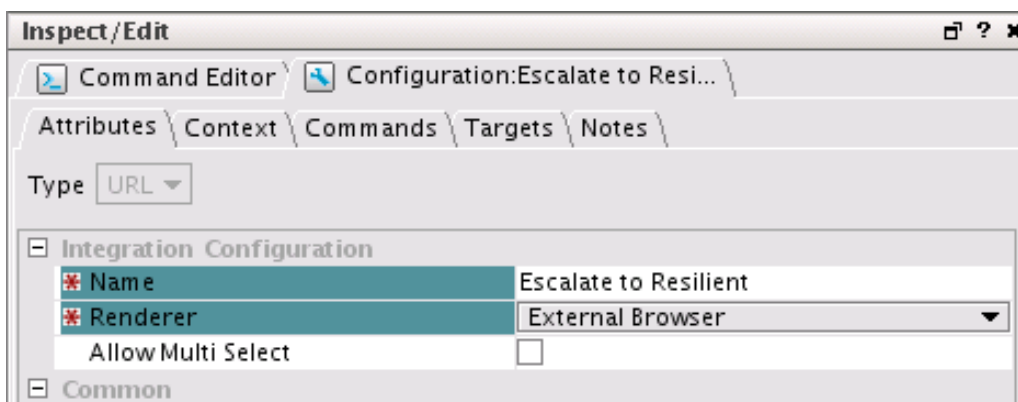 Inspect/Edit ?
Command Editor Configuration:Escalate to Resi...
Attributes Context Commands Targets Notes
Type URL
Integration Configuration
Name Escalate to Resilient
Renderer External Browser
Allow Multi Select
Common